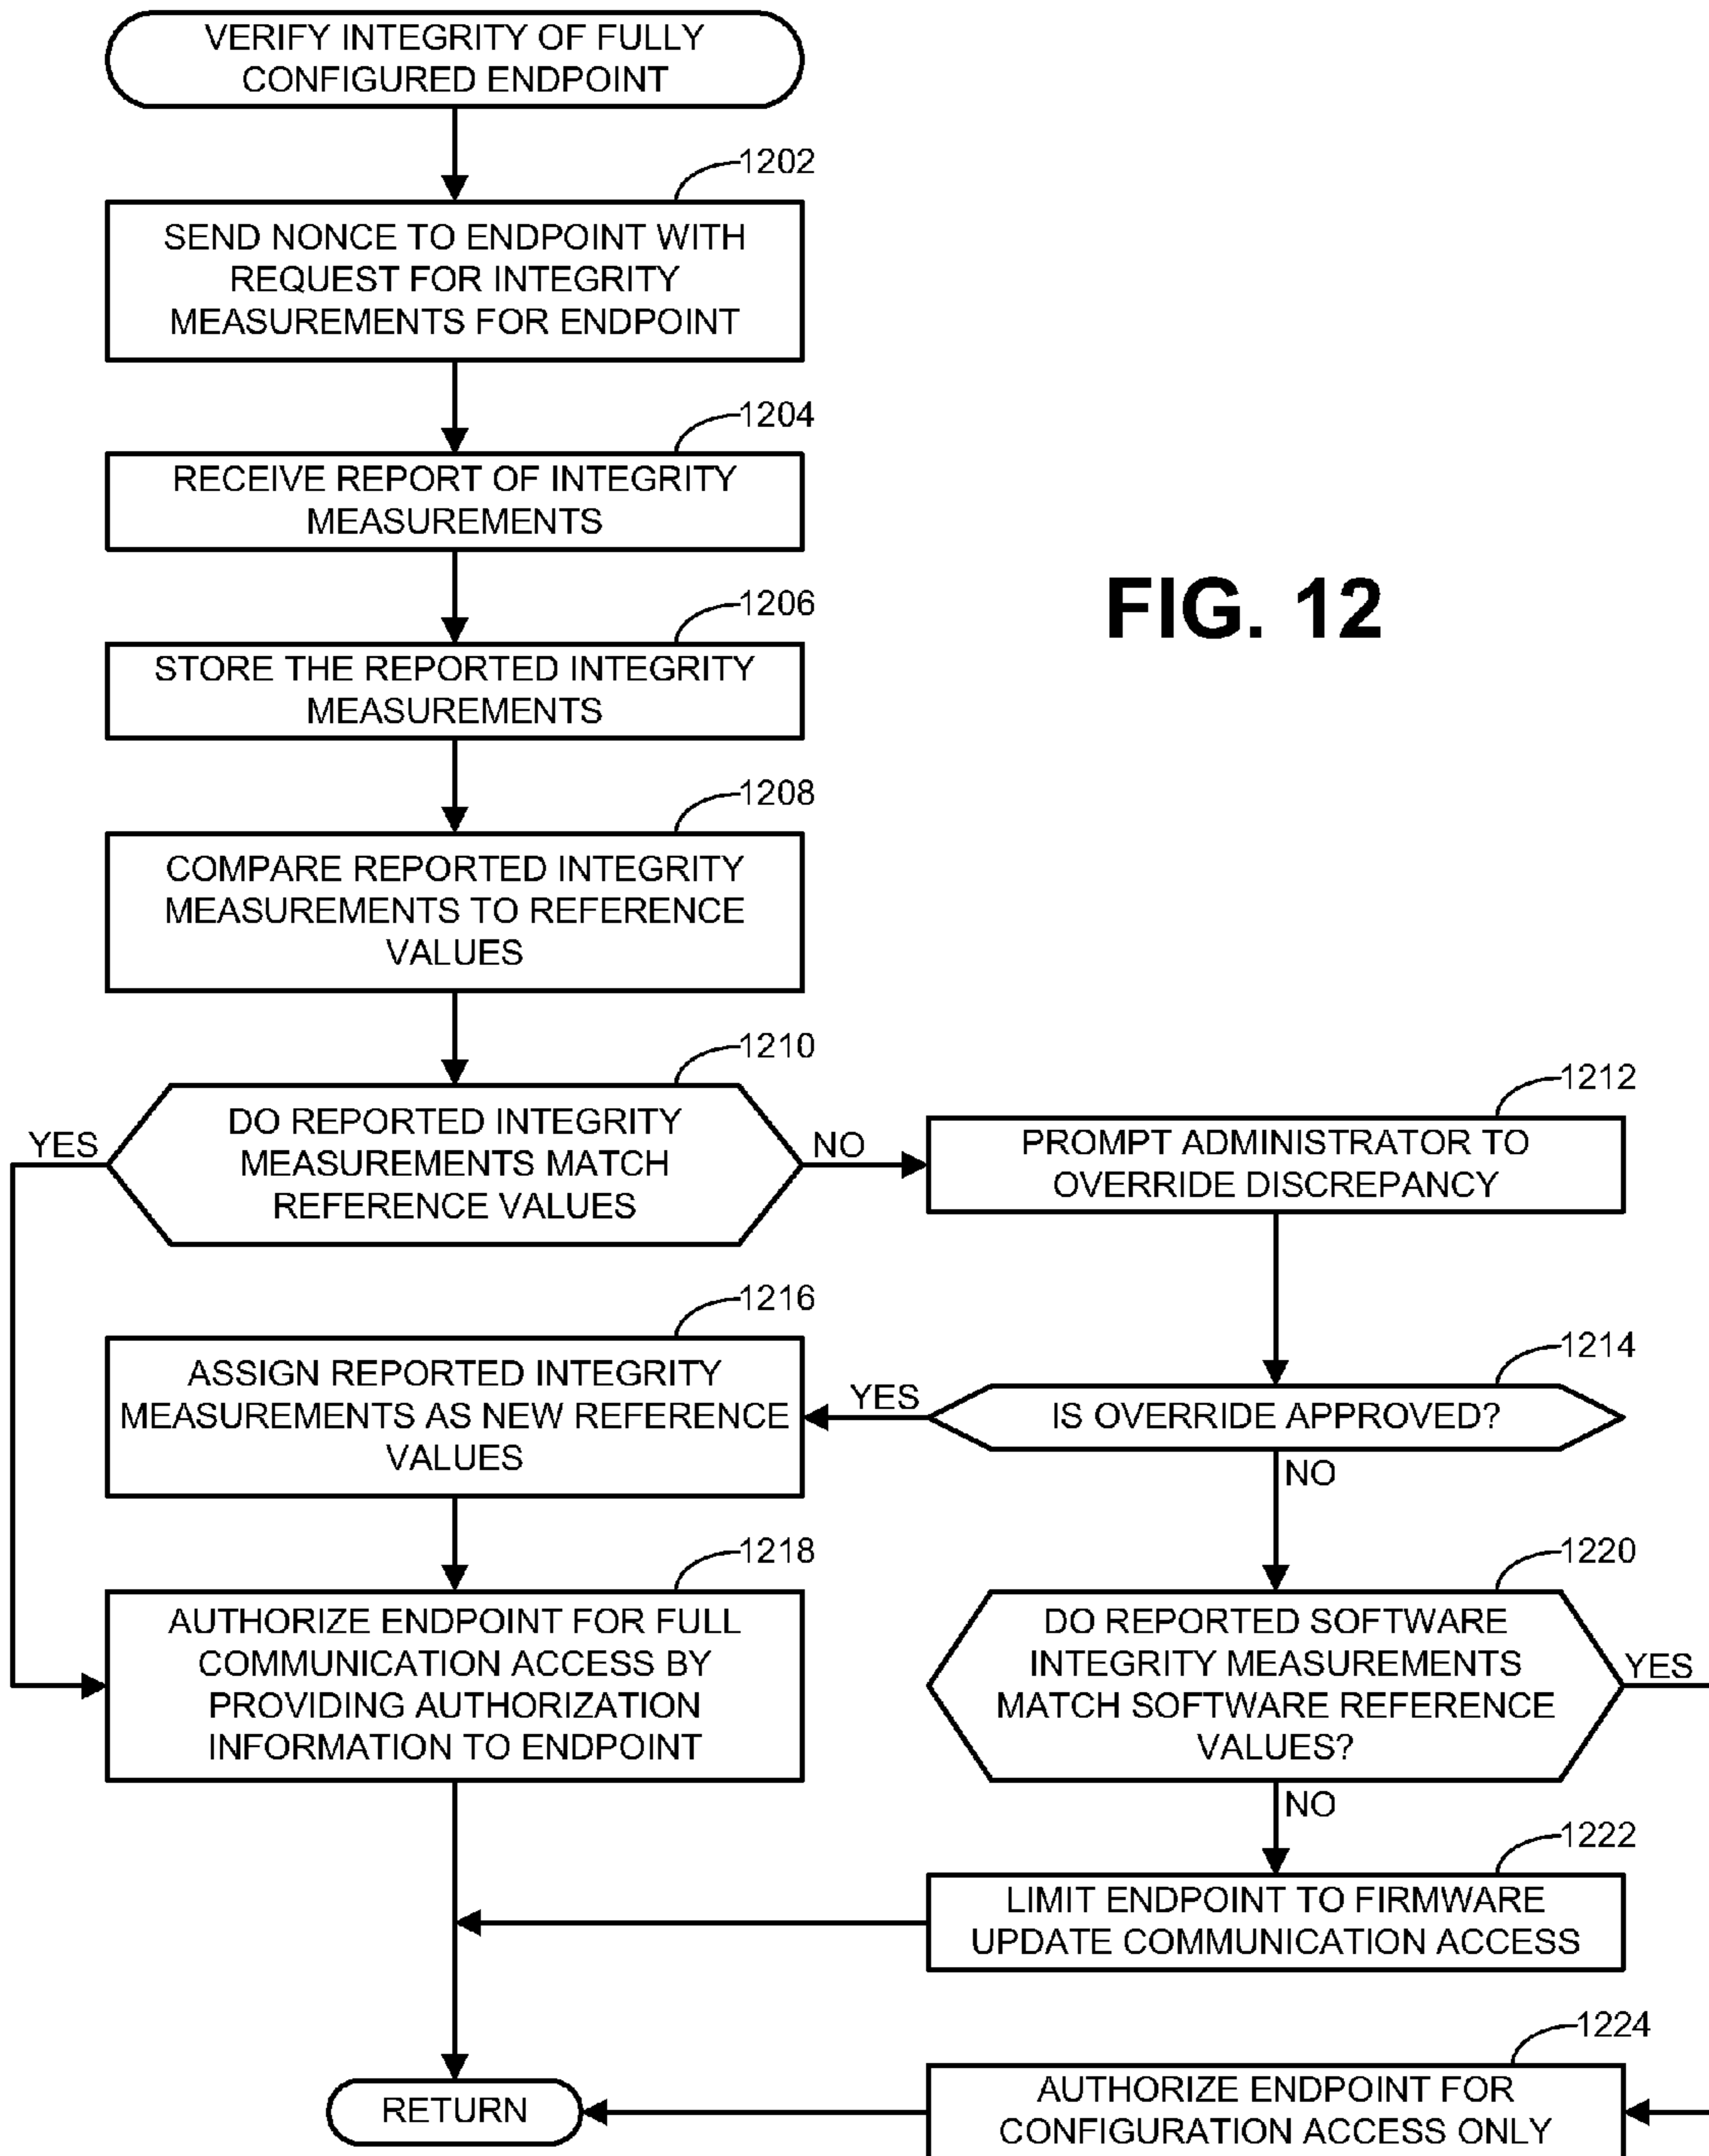 VERIFY INTEGRITY OF FULLY
CONFIGURED ENDPOINT
1202
SEND NONCE TO ENDPOINT WITH
REQUEST FOR INTEGRITY
MEASUREMENTS FOR ENDPOINT
1204
RECEIVE REPORT OF INTEGRITY
MEASUREMENTS
FIG. 12
1206
STORE THE REPORTED INTEGRITY
MEASUREMENTS
1208
COMPARE REPORTED INTEGRITY
MEASUREMENTS TO REFERENCE
VALUES
1210
YES
DO REPORTED INTEGRITY
MEASUREMENTS MATCH
REFERENCE VALUES
NO
1212
PROMPT ADMINISTRATOR TO
OVERRIDE DISCREPANCY
1214
IS OVERRIDE APPROVED?
YES
NO
1216
ASSIGN REPORTED INTEGRITY
MEASUREMENTS AS NEW REFERENCE
VALUES
1218
AUTHORIZE ENDPOINT FOR FULL
COMMUNICATION ACCESS BY
PROVIDING AUTHORIZATION
INFORMATION TO ENDPOINT
1220
DO REPORTED SOFTWARE
INTEGRITY MEASUREMENTS
MATCH SOFTWARE REFERENCE
VALUES?
YES
NO
1222
LIMIT ENDPOINT TO FIRMWARE
UPDATE COMMUNICATION ACCESS
1224
AUTHORIZE ENDPOINT FOR
CONFIGURATION ACCESS ONLY
RETURN